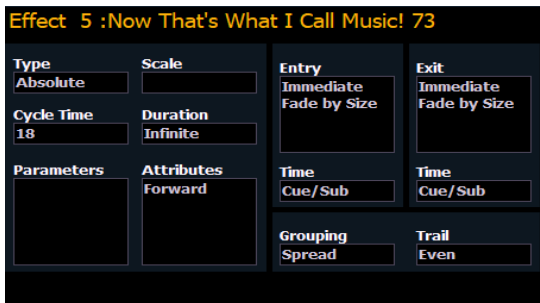 Effect  5 :Now That's What I Call Music! 73
Type
Absolute
Scale
Cycle Time
18
Duration
Infinite
Parameters
Attributes
Forward
Entry
Immediate
Fade by Size
Time
Cue/Sub
Exit
Immediate
Fade by Size
Time
Cue/Sub
Grouping
Spread
Trail
Even